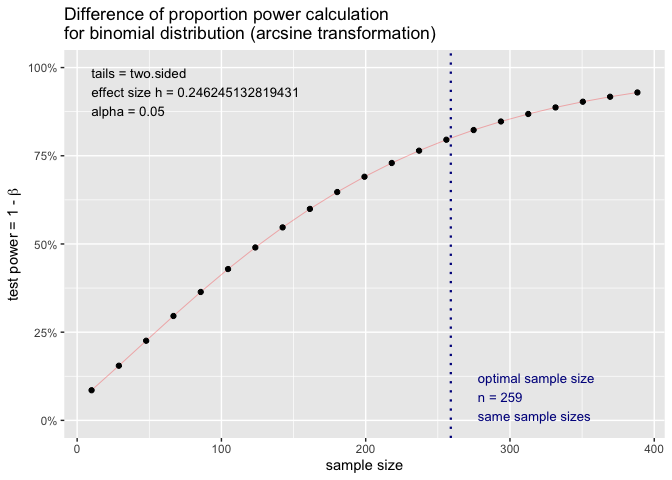 Difference of proportion power calculation
for binomial distribution (arcsine transformation)
100%
75%
50%
25%
0%
test power = 1 - β
tails = two.sided
effect size h = 0.246245132819431
alpha = 0.05
optimal sample size
n = 259
same sample sizes
0
100
200
300
400
sample size